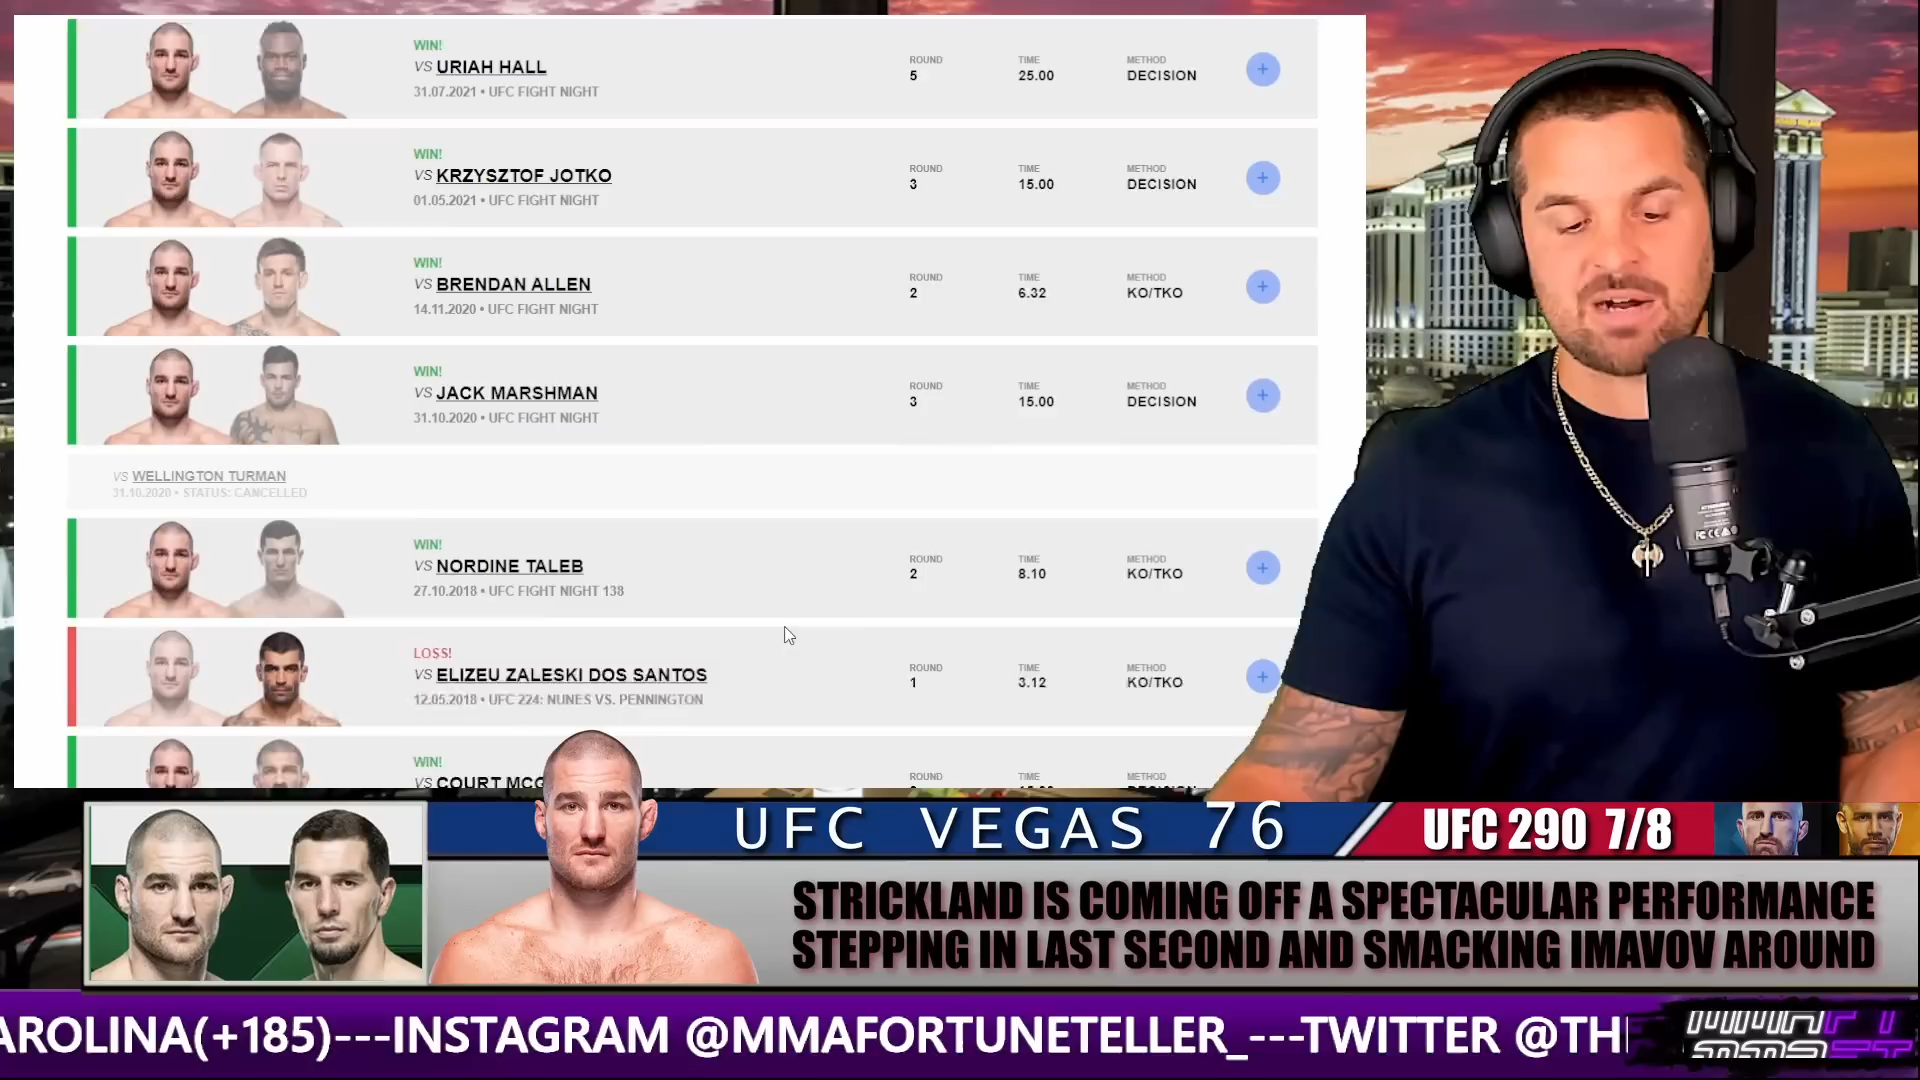 WIN!
VS URIAH HALL
31.07.2021 • UFC FIGHT NIGHT
ROUND
5
TIME
25.00
METHOD
DECISION
+
WIN!
VS KRZYSZTOF JOTKO
01.05.2021 • UFC FIGHT NIGHT
ROUND
3
TIME
15.00
METHOD
DECISION
+
WIN!
VS BRENDAN ALLEN
14.11.2020 • UFC FIGHT NIGHT
ROUND
2
TIME
6.32
METHOD
KO/TKO
+
WIN!
VS JACK MARSHMAN
31.10.2020 • UFC FIGHT NIGHT
ROUND
3
TIME
15.00
METHOD
DECISION
+
VS WELLINGTON TURMAN
31.10.2020 • STATUS: CANCELLED
WIN!
VS NORDINE TALEB
27.10.2018 • UFC FIGHT NIGHT 138
ROUND
2
TIME
8.10
METHOD
KO/TKO
+
LOSS!
VS ELIZEU ZALESKI DOS SANTOS
12.05.2018 • UFC 224: NUNES VS. PENNINGTON
ROUND
1
TIME
3.12
METHOD
KO/TKO
+
WIN!
VS COURT MCG
ROUND
TIME
METHOD
UFC VEGAS 76
UFC 290 7/8
STRICKLAND IS COMING OFF A SPECTACULAR PERFORMANCE
STEPPING IN LAST SECOND AND SMACKING IMAVOV AROUND
AROLINA(+185)---INSTAGRAM @MMAFORTUNETELLER_---TWITTER @TH